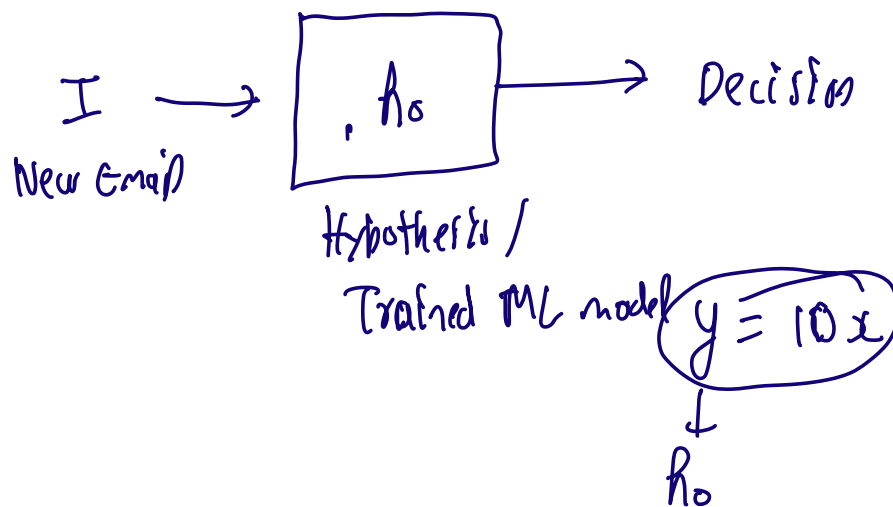 I
New Email
h₀
Decision
Hypothesis /
Trained ML model
y = 10x
h₀